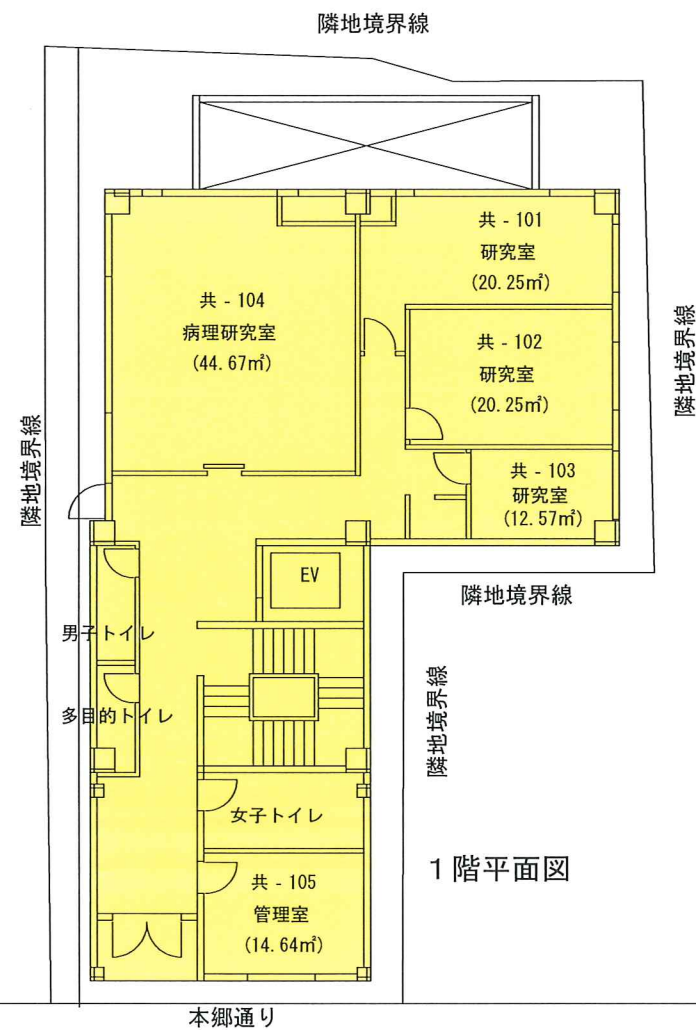 隣地境界線
共 - 101
研究室
(20.25㎡)
共 - 104
病理研究室
(44.67㎡)
共 - 102
研究室
(20.25㎡)
隣地境界線
隣地境界線
共 - 103
研究室
(12.57㎡)
EV
隣地境界線
男子トイレ
隣地境界線
多目的トイレ
女子トイレ
1階平面図
共 - 105
管理室
(14.64㎡)
本郷通り